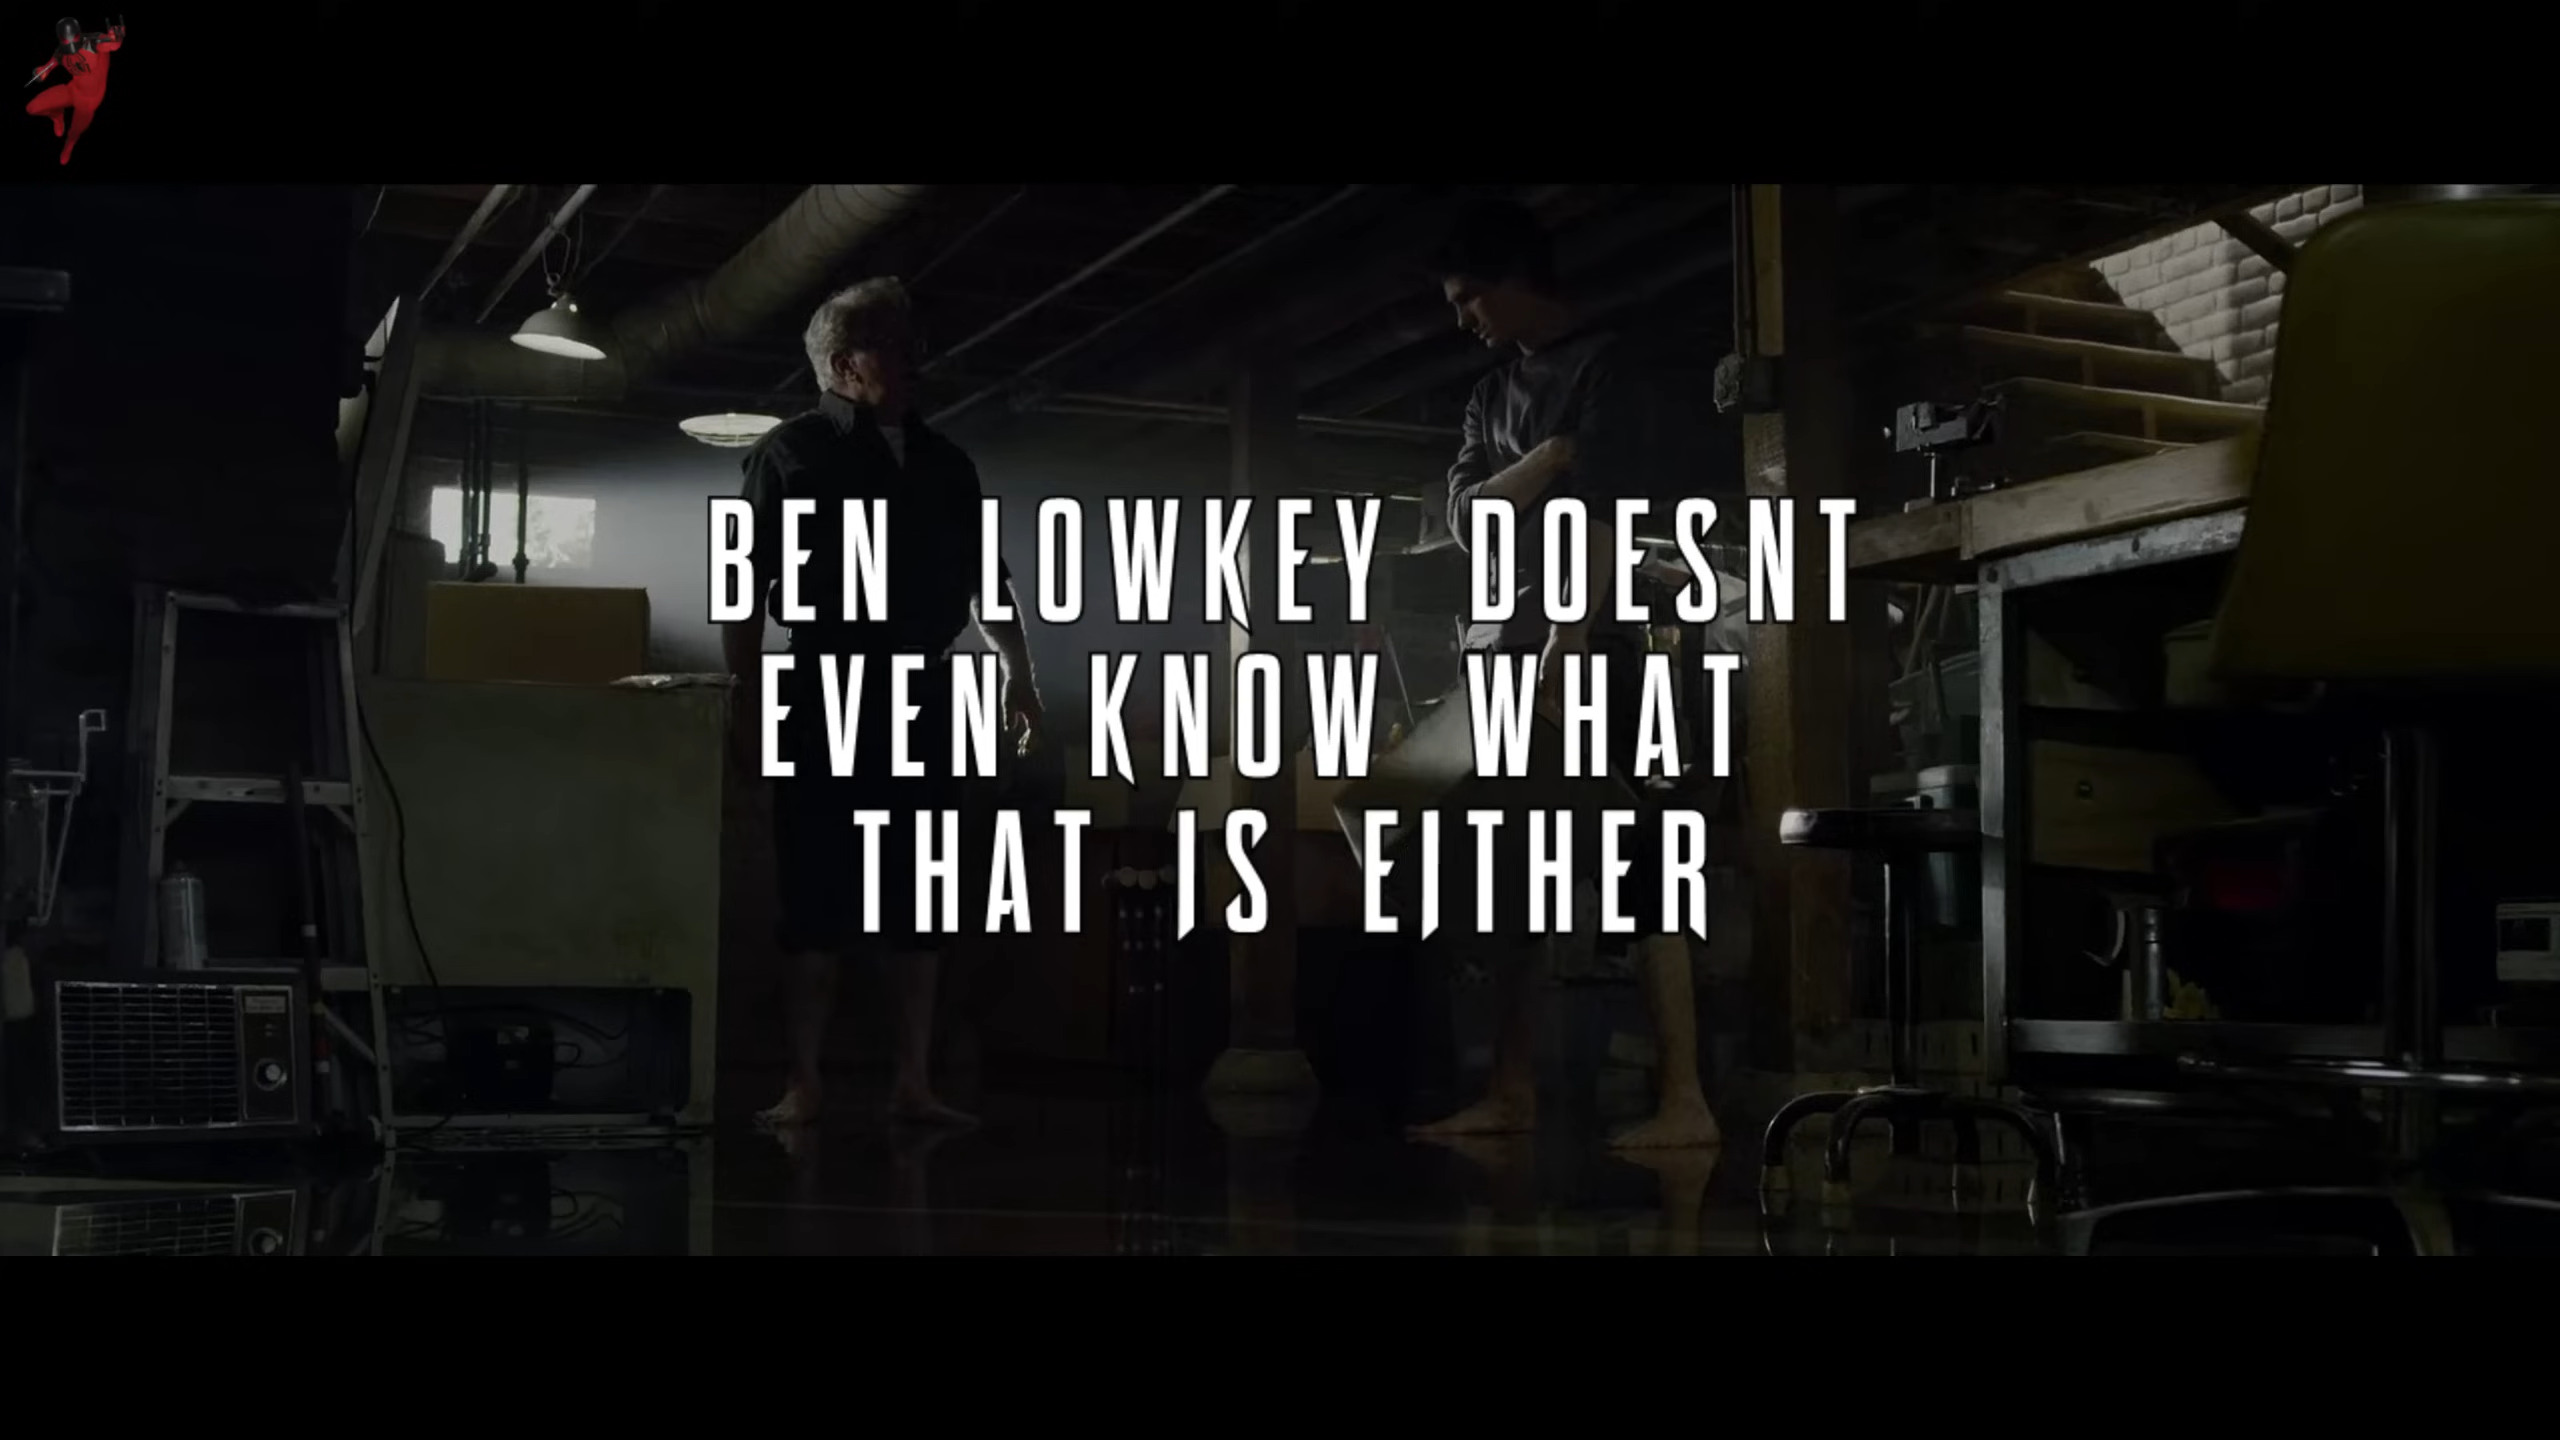 BEN LOWKEY DOESNT
EVEN KNOW WHAT
THAT IS EITHER